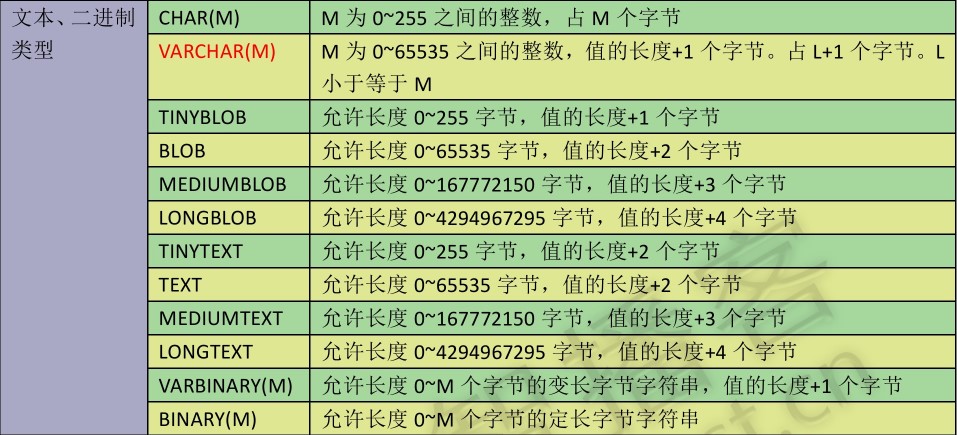 文本、二进制
类型
CHAR(M)
M 为 0~255 之间的整数，占 M 个字节
VARCHAR(M)
M 为 0~65535 之间的整数，值的长度+1 个字节。占 L+1 个字节。L
小于等于 M
TINYBLOB
允许长度 0~255 字节，值的长度+1 个字节
BLOB
允许长度 0~65535 字节，值的长度+2 个字节
MEDIUMBLOB
允许长度 0~167772150 字节，值的长度+3 个字节
LONGBLOB
允许长度 0~4294967295 字节，值的长度+4 个字节
TINYTEXT
允许长度 0~255 字节，值的长度+2 个字节
TEXT
允许长度 0~65535 字节，值的长度+2 个字节
MEDIUMTEXT
允许长度 0~167772150 字节，值的长度+3 个字节
LONGTEXT
允许长度 0~4294967295 字节，值的长度+4 个字节
VARBINARY(M)
允许长度 0~M 个字节的变长字节字符串，值的长度+1 个字节
BINARY(M)
允许长度 0~M 个字节的定长字节字符串